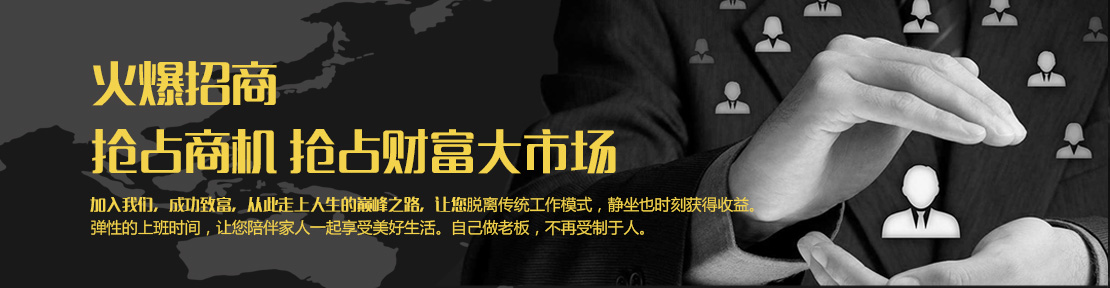 火爆招商
抢占商机 抢占财富大市场
加入我们，成功致富，从此走上人生的巅峰之路，让您脱离传统工作模式，静坐也时刻获得收益。
弹性的上班时间，让您陪伴家人一起享受美好生活。自己做老板，不再受制于人。